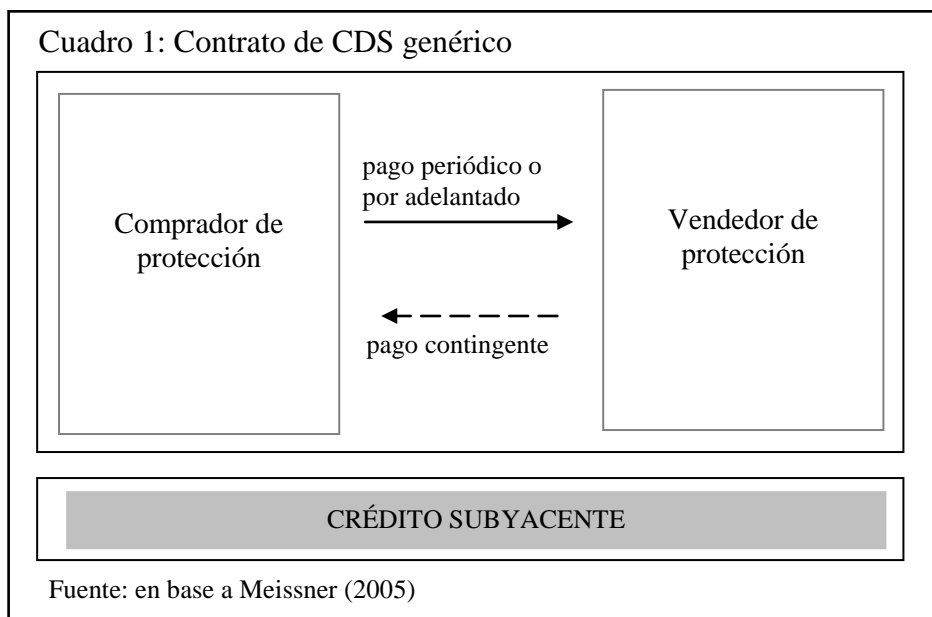 Cuadro 1: Contrato de CDS genérico
Comprador de
protección
pago periódico o
por adelantado
pago contingente
Vendedor de
protección
CRÉDITO SUBYACENTE
Fuente: en base a Meissner (2005)